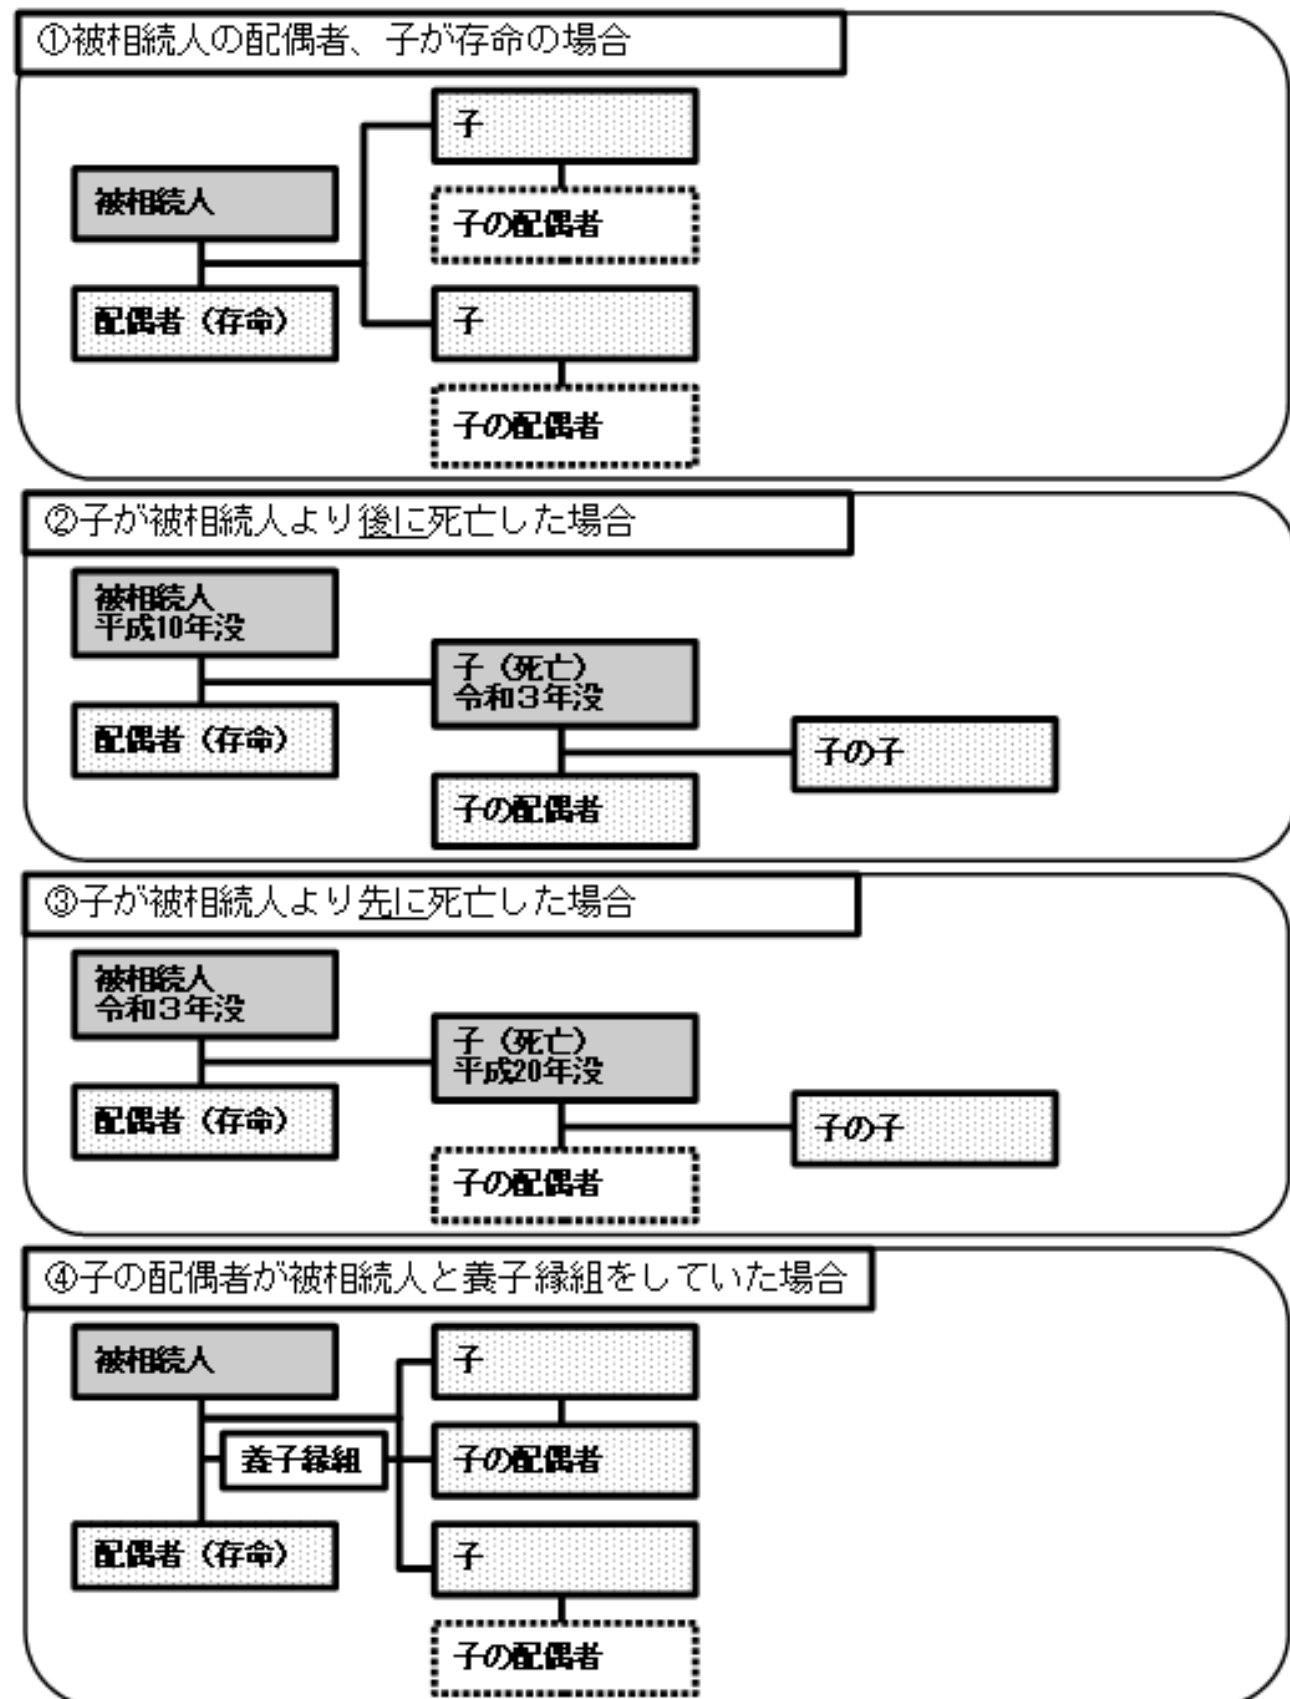 ①被相続人の配偶者、子が存命の場合
子
被相続人
子の配偶者
配偶者（存命）
子
子の配偶者
②子が被相続人より後に死亡した場合
被相続人
平成10年没
子（死亡）
令和３年没
配偶者（存命）
子の子
子の配偶者
③子が被相続人より先に死亡した場合
被相続人
令和３年没
子（死亡）
平成20年没
配偶者（存命）
子の子
子の配偶者
④子の配偶者が被相続人と養子縁組をしていた場合
被相続人
子
養子縁組
子の配偶者
配偶者（存命）
子
子の配偶者